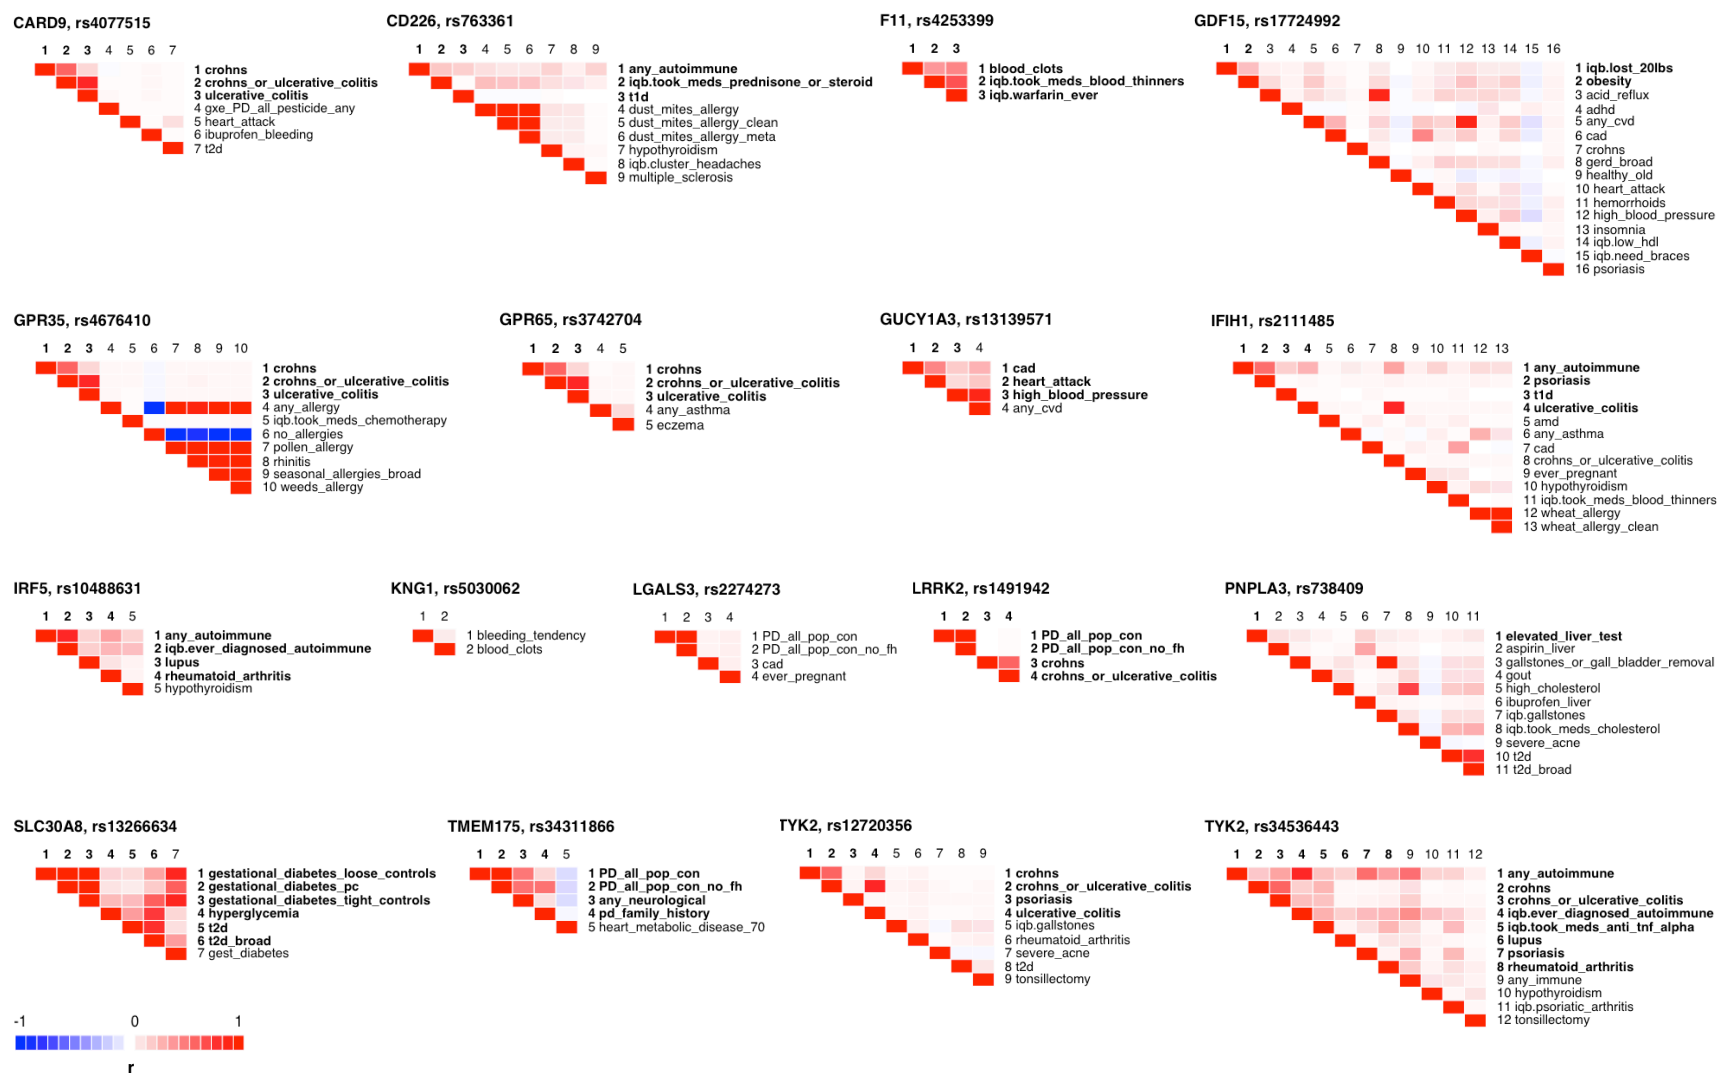 CARD9, rs4077515
1 2 3 4 5 6 7
1 crohns
2 crohns_or_ulcerative_colitis
3 ulcerative_colitis
4 gxe_PD_all_pesticide_any
5 heart_attack
6 ibuprofen_bleeding
7 t2d
CD226, rs763361
1 2 3 4 5 6 7 8 9
1 any_autoimmune
2 iqb.took_meds_prednisone_or_steroid
3 t1d
4 dust_mites_allergy
5 dust_mites_allergy_clean
6 dust_mites_allergy_meta
7 hypothyroidism
8 iqb.cluster_headaches
9 multiple_sclerosis
F11, rs4253399
1 2 3
1 blood_clots
2 iqb.took_meds_blood_thinners
3 iqb.warfarin_ever
GDF15, rs17724992
1 2 3 4 5 6 7 8 9 10 11 12 13 14 15 16
1 iqb.lost_20lbs
2 obesity
3 acid_reflux
4 adhd
5 any_cvd
6 cad
7 crohns
8 gerd_broad
9 healthy_old
10 heart_attack
11 hemorrhoids
12 high_blood_pressure
13 insomnia
14 iqb.low_hdl
15 iqb.need_braces
16 psoriasis
GPR35, rs4676410
1 2 3 4 5 6 7 8 9 10
1 crohns
2 crohns_or_ulcerative_colitis
3 ulcerative_colitis
4 any_allergy
5 iqb.took_meds_chemotherapy
6 no_allergies
7 pollen_allergy
8 rhinitis
9 seasonal_allergies_broad
10 weeds_allergy
GPR65, rs3742704
1 2 3 4 5
1 crohns
2 crohns_or_ulcerative_colitis
3 ulcerative_colitis
4 any_asthma
5 eczema
GUCY1A3, rs13139571
1 2 3 4
1 cad
2 heart_attack
3 high_blood_pressure
4 any_cvd
IFIH1, rs2111485
1 2 3 4 5 6 7 8 9 10 11 12 13
1 any_autoimmune
2 psoriasis
3 t1d
4 ulcerative_colitis
5 amd
6 any_asthma
7 cad
8 crohns_or_ulcerative_colitis
9 ever_pregnant
10 hypothyroidism
11 iqb.took_meds_blood_thinners
12 wheat_allergy
13 wheat_allergy_clean
IRF5, rs10488631
1 2 3 4 5
1 any_autoimmune
2 iqb.ever_diagnosed_autoimmune
3 lupus
4 rheumatoid_arthritis
5 hypothyroidism
KNG1, rs5030062
1 2
1 bleeding_tendency
2 blood_clots
LGALS3, rs2274273
1 2 3 4
1 PD_all_pop_con
2 PD_all_pop_con_no_fh
3 cad
4 ever_pregnant
LRRK2, rs1491942
1 2 3 4
1 PD_all_pop_con
2 PD_all_pop_con_no_fh
3 crohns
4 crohns_or_ulcerative_colitis
PNPLA3, rs738409
1 2 3 4 5 6 7 8 9 10 11
1 elevated_liver_test
2 aspirin_liver
3 gallstones_or_gall_bladder_removal
4 gout
5 high_cholesterol
6 ibuprofen_liver
7 iqb.gallstones
8 iqb.took_meds_cholesterol
9 severe_acne
10 t2d
11 t2d_broad
SLC30A8, rs13266634
1 2 3 4 5 6 7
1 gestational_diabetes_loose_controls
2 gestational_diabetes_pc
3 gestational_diabetes_tight_controls
4 hyperglycemia
5 t2d
6 t2d_broad
7 gest_diabetes
TMEM175, rs34311866
1 2 3 4 5
1 PD_all_pop_con
2 PD_all_pop_con_no_fh
3 any_neurological
4 pd_family_history
5 heart_metabolic_disease_70
TYK2, rs12720356
1 2 3 4 5 6 7 8 9
1 crohns
2 crohns_or_ulcerative_colitis
3 psoriasis
4 ulcerative_colitis
5 iqb.gallstones
6 rheumatoid_arthritis
7 severe_acne
8 t2d
9 tonsillectomy
TYK2, rs34536443
1 2 3 4 5 6 7 8 9 10 11 12
1 any_autoimmune
2 crohns
3 crohns_or_ulcerative_colitis
4 iqb.ever_diagnosed_autoimmune
5 iqb.took_meds_anti_tnf_alpha
6 lupus
7 psoriasis
8 rheumatoid_arthritis
9 any_immune
10 hypothyroidism
11 iqb.psoriatic_arthritis
12 tonsillectomy
-1 0 1
r